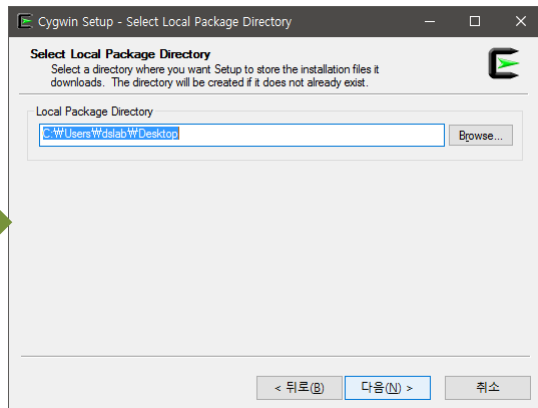 Cygwin Setup - Select Local Package Directory
Select Local Package Directory
Select a directory where you want Setup to store the installation files it
downloads. The directory will be created if it does not already exist.
Local Package Directory
C:₩Users₩dslab₩Desktop
Browse...
< 뒤로(B) 다음(N) > 취소